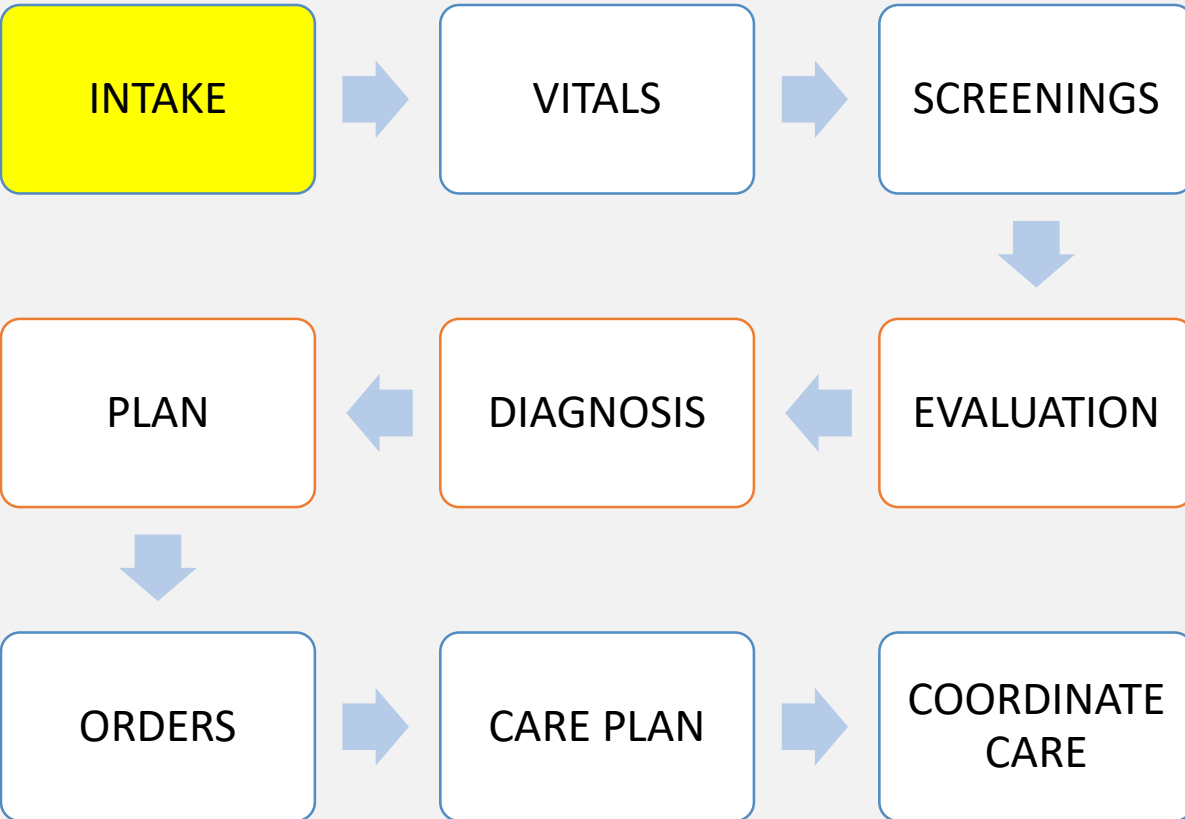 INTAKE
VITALS
SCREENINGS
EVALUATION
DIAGNOSIS
PLAN
ORDERS
CARE PLAN
COORDINATE
CARE